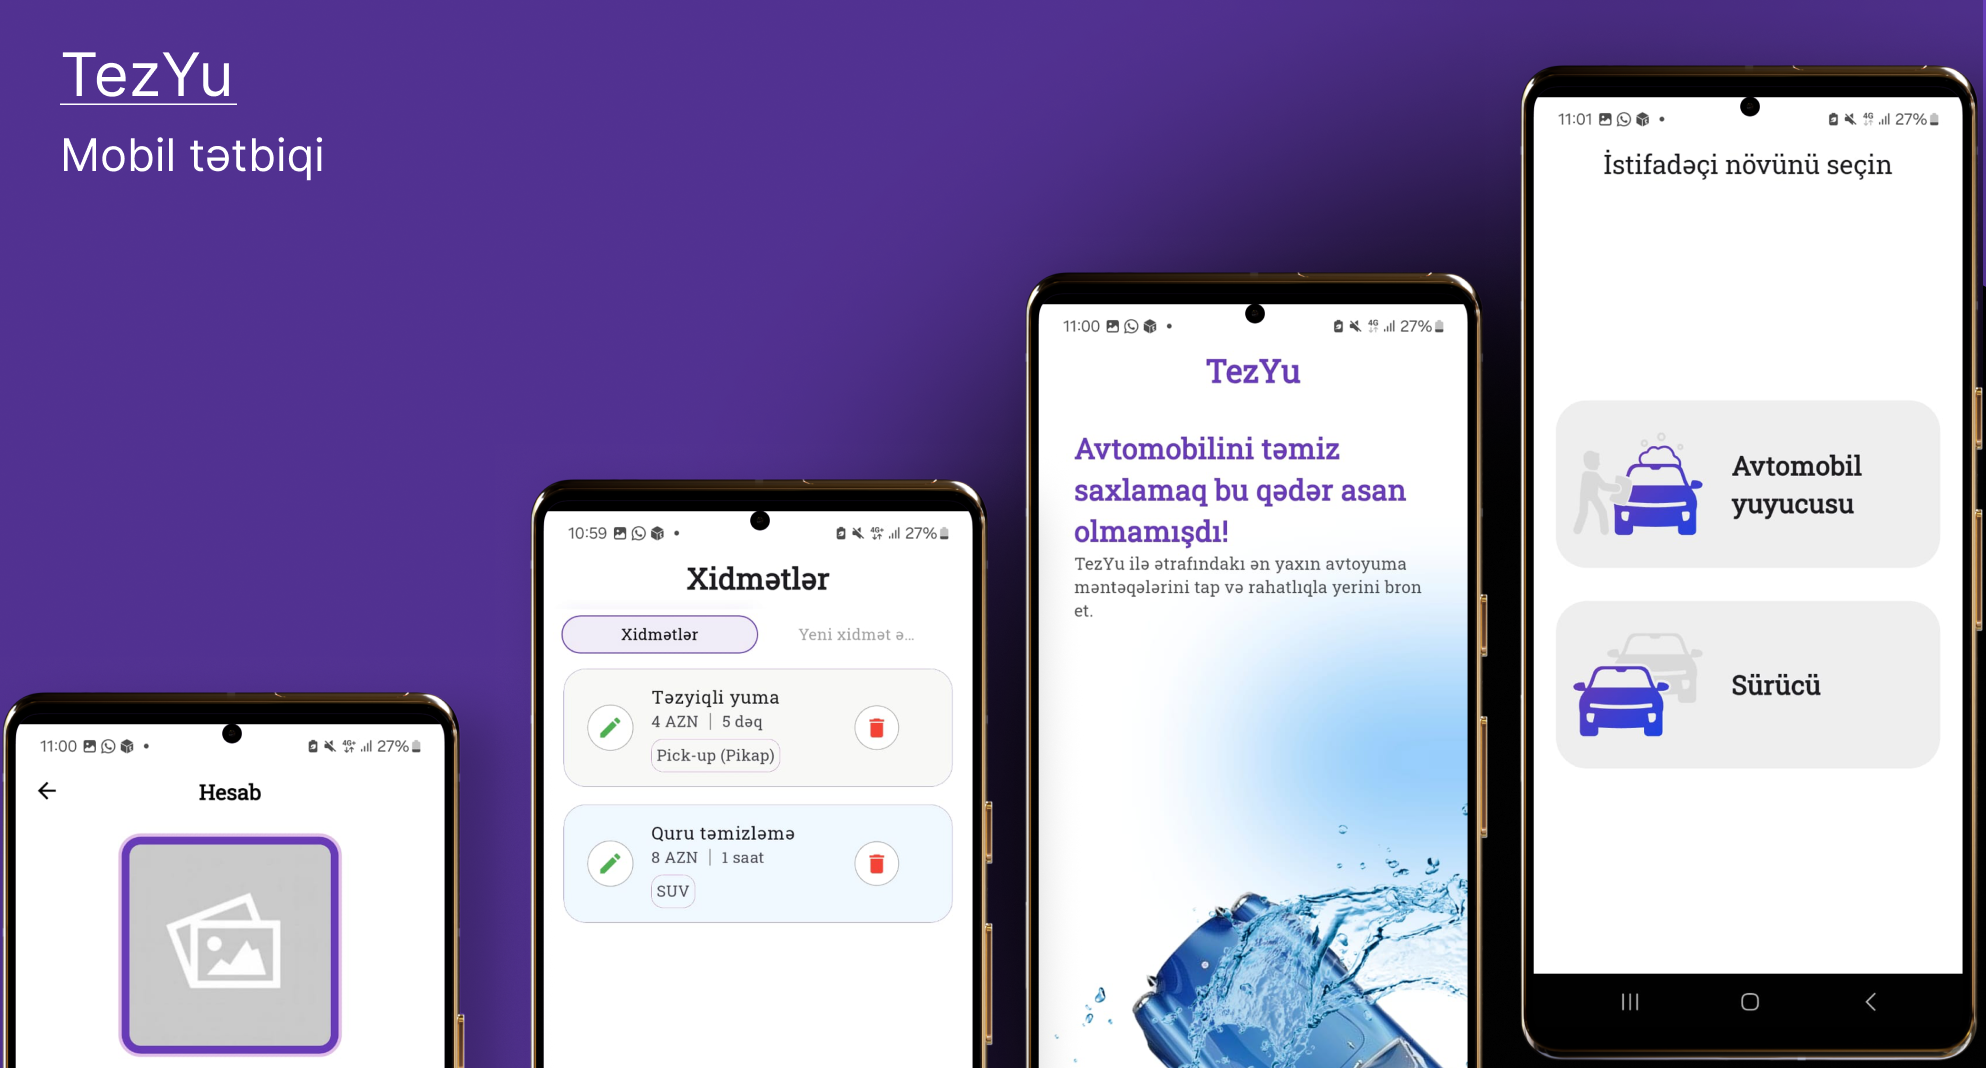 TezYu
Mobil tətbiqi
11:00
27%
Hesab
10:59
4G+
27%
Xidmətlər
Xidmətlər
Yeni xidmət ə...
Təzyiqli yuma
4 AZN | 5 dəq
Pick-up (Pikap)
Quru təmizləmə
8 AZN | 1 saat
SUV
11:00
4G
27%
TezYu
Avtomobilini təmiz
saxlamaq bu qədər asan
olmamışdı!
TezYu ilə ətrafındakı ən yaxın avtoyuma
məntəqələrini tap və rahatlıqla yerini bron
et.
11:01
4G
27%
İstifadəçi növünü seçin
Avtomobil
yuyucusu
Sürücü